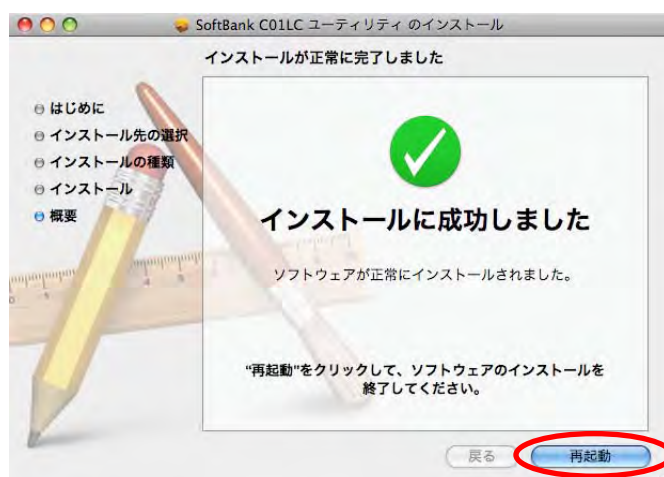 SoftBank C01LC ユーティリティ のインストール
インストールが正常に完了しました
はじめに
インストール先の選択
インストールの種類
インストール
概要
インストールに成功しました
ソフトウェアが正常にインストールされました。
“再起動”をクリックして、ソフトウェアのインストールを
終了してください。
戻る
再起動